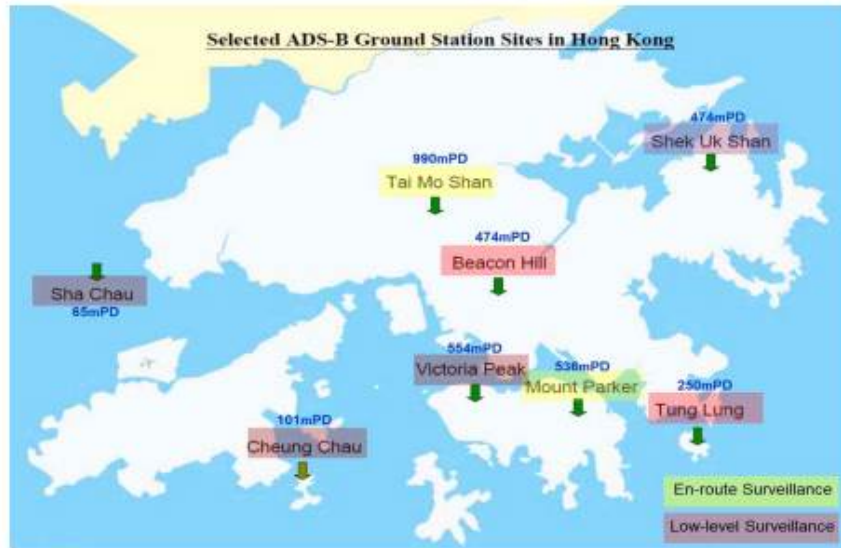 Selected ADS-B Ground Station Sites in Hong Kong
474mPD
Shek Uk Shan
990mPD
Tai Mo Shan
474mPD
Beacon Hill
Sha Chau
65mPD
554mPD
Victoria Peak
536mPD
Mount Parker
250mPD
Tung Lung
101mPD
Cheung Chau
En-route Surveillance
Low-level Surveillance